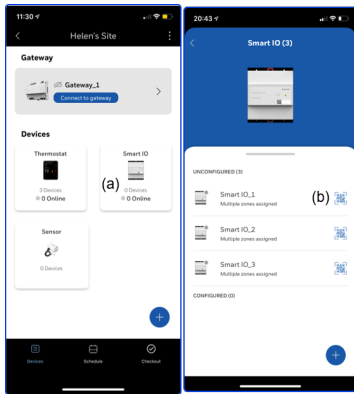 11:30
Helen's Site
Gateway
Gateway_1
Connect to gateway
Devices
Thermostat
3 Devices
0 Online
Smart IO
(a)
0 Devices
0 Online
Sensor
0 Devices
+
Devices
Schedule
Checkout
20:43
Smart IO (3)
UNCONFIGURED (3)
Smart IO_1
Multiple zones assigned
(b)
Smart IO_2
Multiple zones assigned
Smart IO_3
Multiple zones assigned
CONFIGURED (0)
+